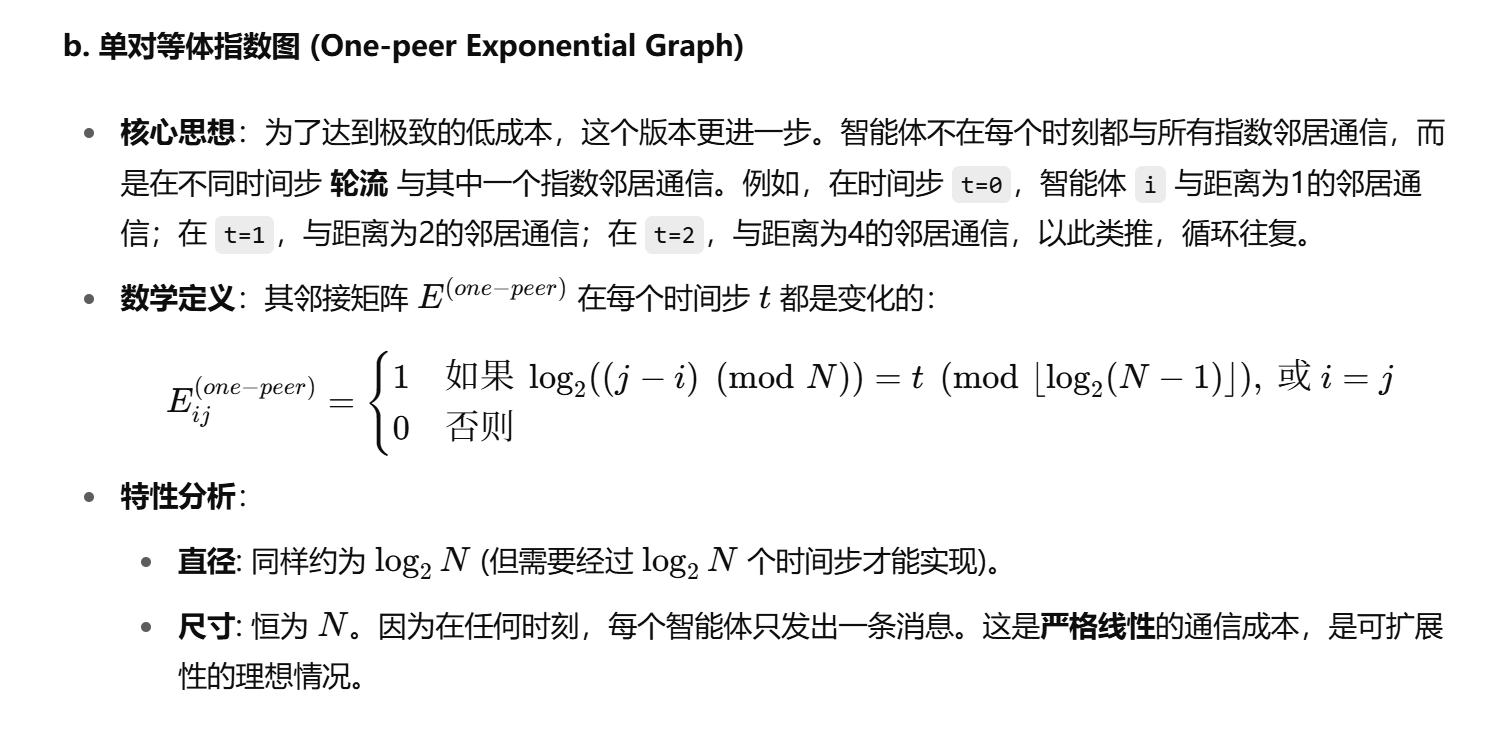 b. 单对等体指数图 (One-peer Exponential Graph)
• 核心思想：为了达到极致的低成本，这个版本更进一步。智能体不在每个时刻都与所有指数邻居通信，而
是在不同时间步 轮流 与其中一个指数邻居通信。例如，在时间步 t=0，智能体 i 与距离为1的邻居通
信；在 t=1，与距离为2的邻居通信；在 t=2，与距离为4的邻居通信，以此类推，循环往复。
• 数学定义：其邻接矩阵 E^{(one-peer)} 在每个时间步 t 都是变化的：
E_{ij}^{(one-peer)} = { 1 如果 log_2((j − i) (mod N)) = t (mod ⌊log_2(N − 1)⌋), 或 i = j
0 否则
• 特性分析：
• 直径: 同样约为 log_2 N (但需要经过 log_2 N 个时间步才能实现)。
• 尺寸: 恒为 N。因为在任何时刻，每个智能体只发出一条消息。这是严格线性的通信成本，是可扩展
性的理想情况。